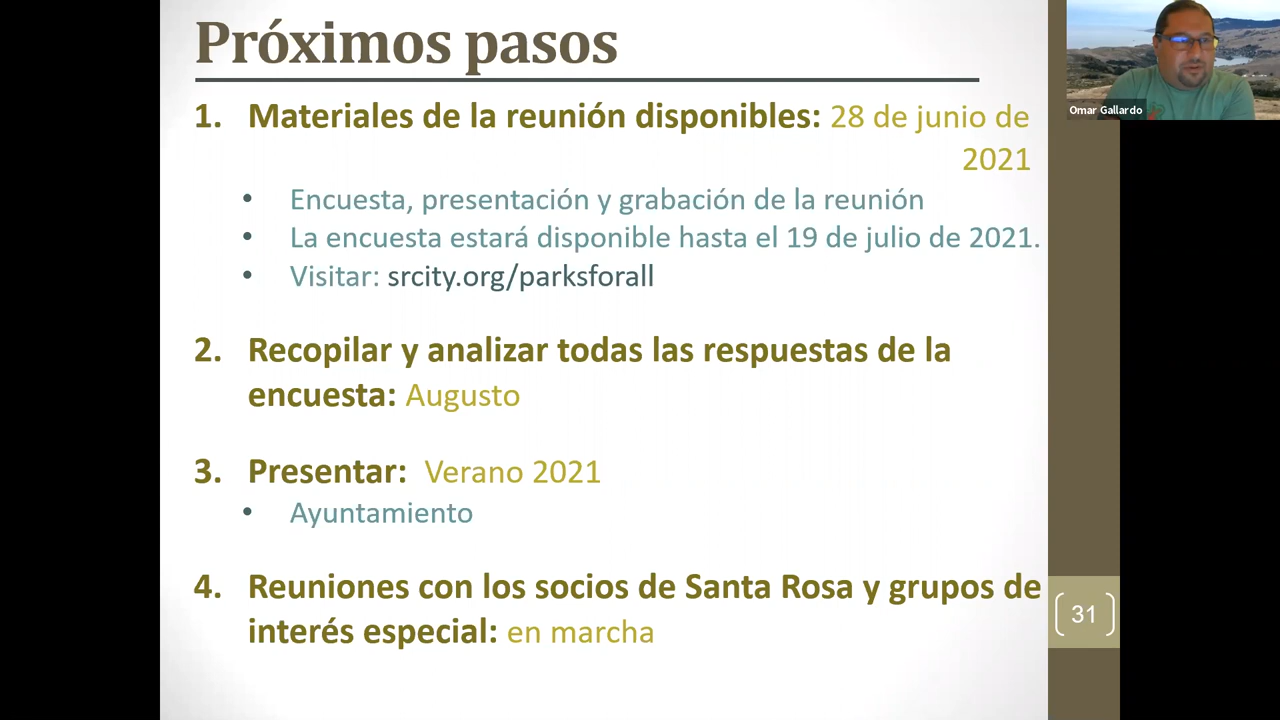 Próximos pasos
1. Materiales de la reunión disponibles: 28 de junio de
2021
• Encuesta, presentación y grabación de la reunión
• La encuesta estará disponible hasta el 19 de julio de 2021.
• Visitar: srcity.org/parksforall
2. Recopilar y analizar todas las respuestas de la
encuesta: Augusto
3. Presentar: Verano 2021
• Ayuntamiento
4. Reuniones con los socios de Santa Rosa y grupos de
interés especial: en marcha
31
Omar Gallardo